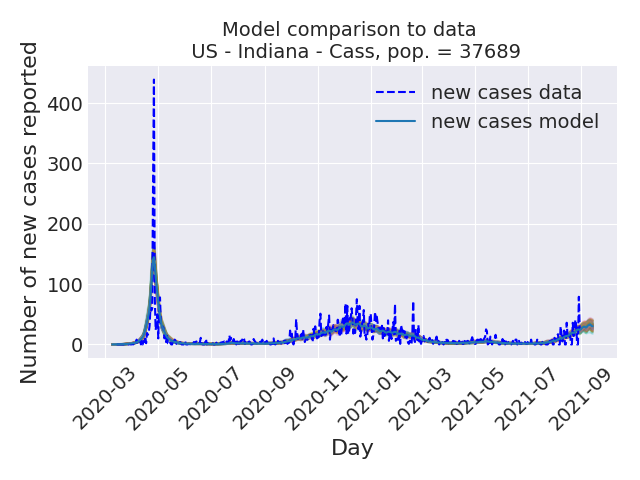 Model comparison to data
US - Indiana - Cass, pop. = 37689
Number of new cases reported
400
300
200
100
0
new cases data
new cases model
2020-03
2020-05
2020-07
2020-09
2020-11
2021-01
2021-03
2021-05
2021-07
2021-09
Day